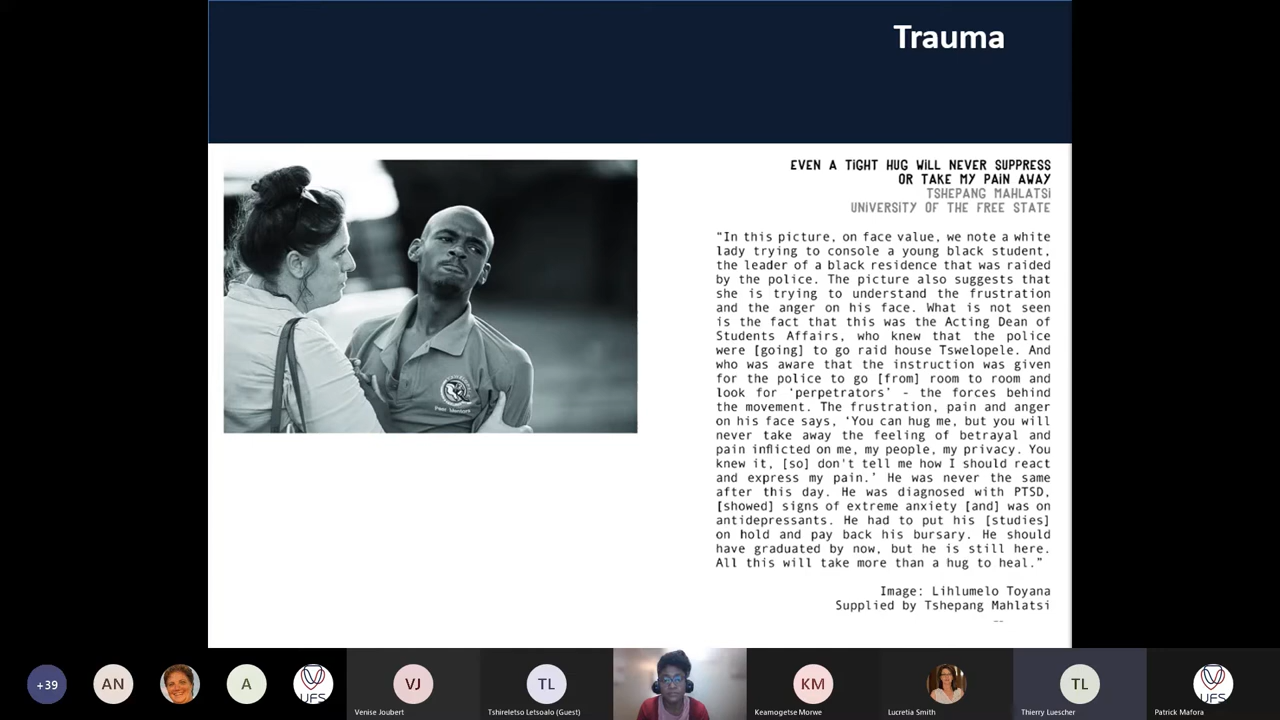 Trauma
EVEN A TIGHT HUG WILL NEVER SUPPRESS
OR TAKE MY PAIN AWAY
TSHEPANG MAHLATSI
UNIVERSITY OF THE FREE STATE
“In this picture, on face value, we note a white
lady trying to console a young black student,
the leader of a black residence that was raided
by the police. The picture also suggests that
she is trying to understand the frustration
and the anger on his face. What is not seen
is the fact that this was the Acting Dean of
Students Affairs, who knew that the police
were [going] to go raid house Tswelopele. And
who was aware that the instruction was given
for the police to go [from] room to room and
look for ‘perpetrators’ - the forces behind
the movement. The frustration, pain and anger
on his face says, ‘You can hug me, but you will
never take away the feeling of betrayal and
pain inflicted on me, my people, my privacy. You
knew it, [so] don't tell me how I should react
and express my pain.’ He was never the same
after this day. He was diagnosed with PTSD,
[showed] signs of extreme anxiety [and] was on
antidepressants. He had to put his [studies]
on hold and pay back his bursary. He should
have graduated by now, but he is still here.
All this will take more than a hug to heal.”
Image: Lihlumelo Toyana
Supplied by Tshepang Mahlatsi
Peer Mentors
+39
AN
A
UFS
VJ
Venise Joubert
TL
Tshireletso Letsoalo (Guest)
KM
Keamogetse Morwe
Lucretia Smith
TL
Thierry Luescher
UFS
Patrick Mafora